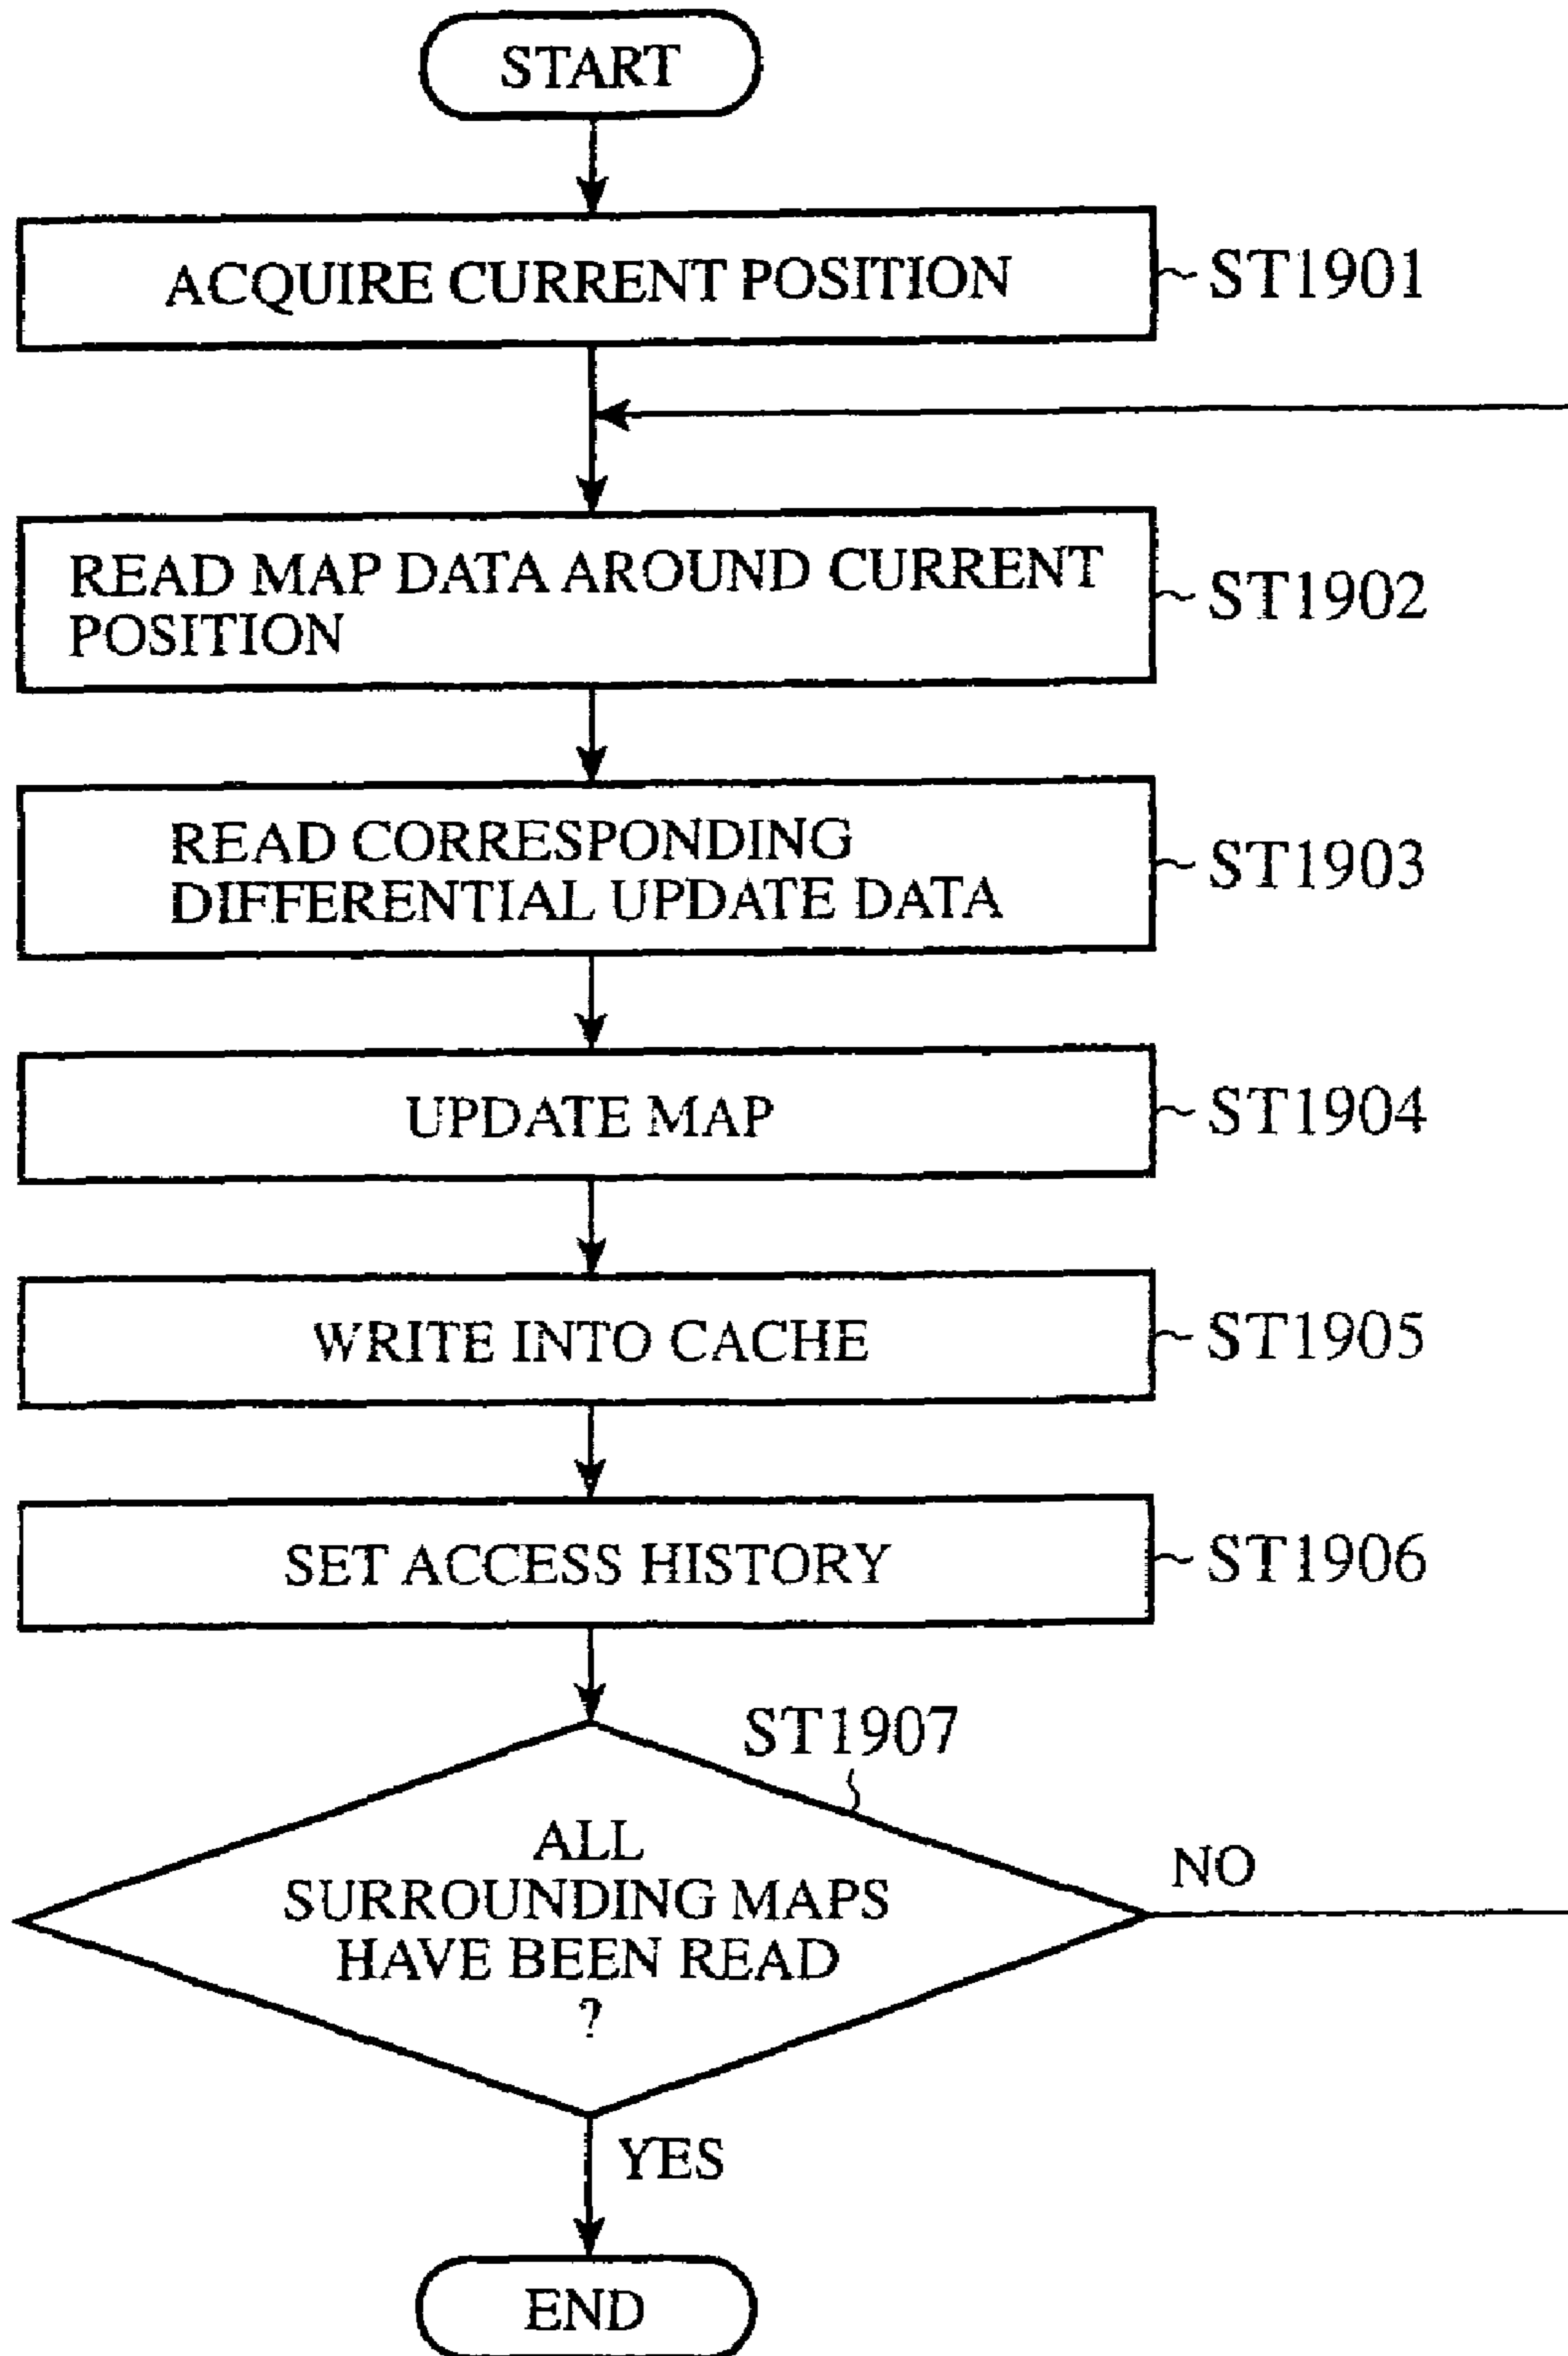 START
ACQUIRE CURRENT POSITION
ST1901
READ MAP DATA AROUND CURRENT
POSITION
ST1902
READ CORRESPONDING
DIFFERENTIAL UPDATE DATA
ST1903
UPDATE MAP
ST1904
WRITE INTO CACHE
ST1905
SET ACCESS HISTORY
ST1906
ST1907
ALL
SURROUNDING MAPS
HAVE BEEN READ
?
NO
YES
END